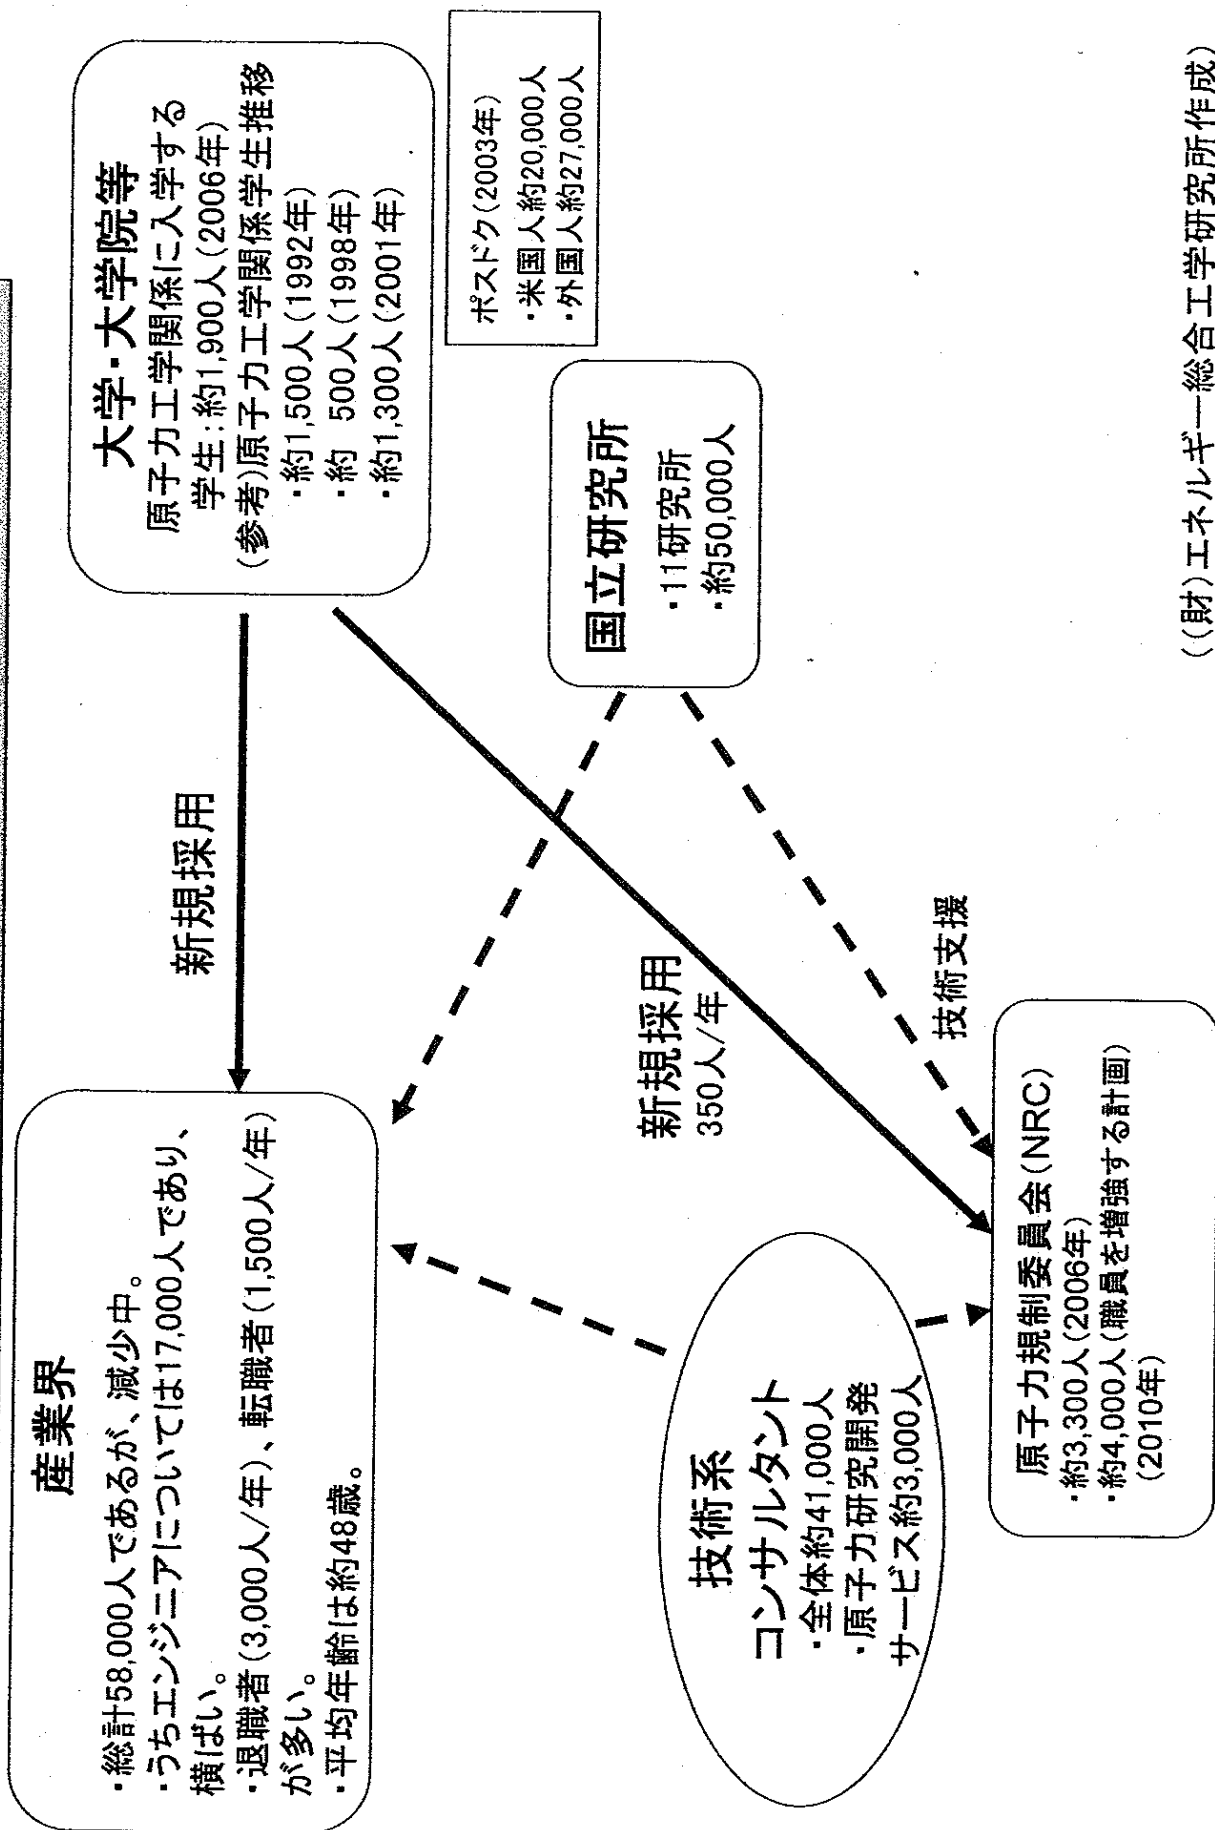 産業界
・総計58,000人であるが、減少中。
・うちエンジニアについては17,000人であり、
横ばい。
・退職者(3,000人/年)、転職者(1,500人/年)
が多い。
・平均年齢は約48歳。
新規採用
大学・大学院等
原子力工学関係に入学する
学生:約1,900人(2006年)
(参考)原子力工学関係学生推移
・約1,500人(1992年)
・約 500人(1998年)
・約1,300人(2001年)
ポスドク(2003年)
・米国人約20,000人
・外国人約27,000人
国立研究所
・11研究所
・約50,000人
新規採用
350人/年
技術支援
技術系
コンサルタント
・全体約41,000人
・原子力研究開発
サービス約3,000人
原子力規制委員会(NRC)
・約3,300人(2006年)
・約4,000人(職員を増強する計画)
(2010年)
((財)エネルギー総合工学研究所作成)